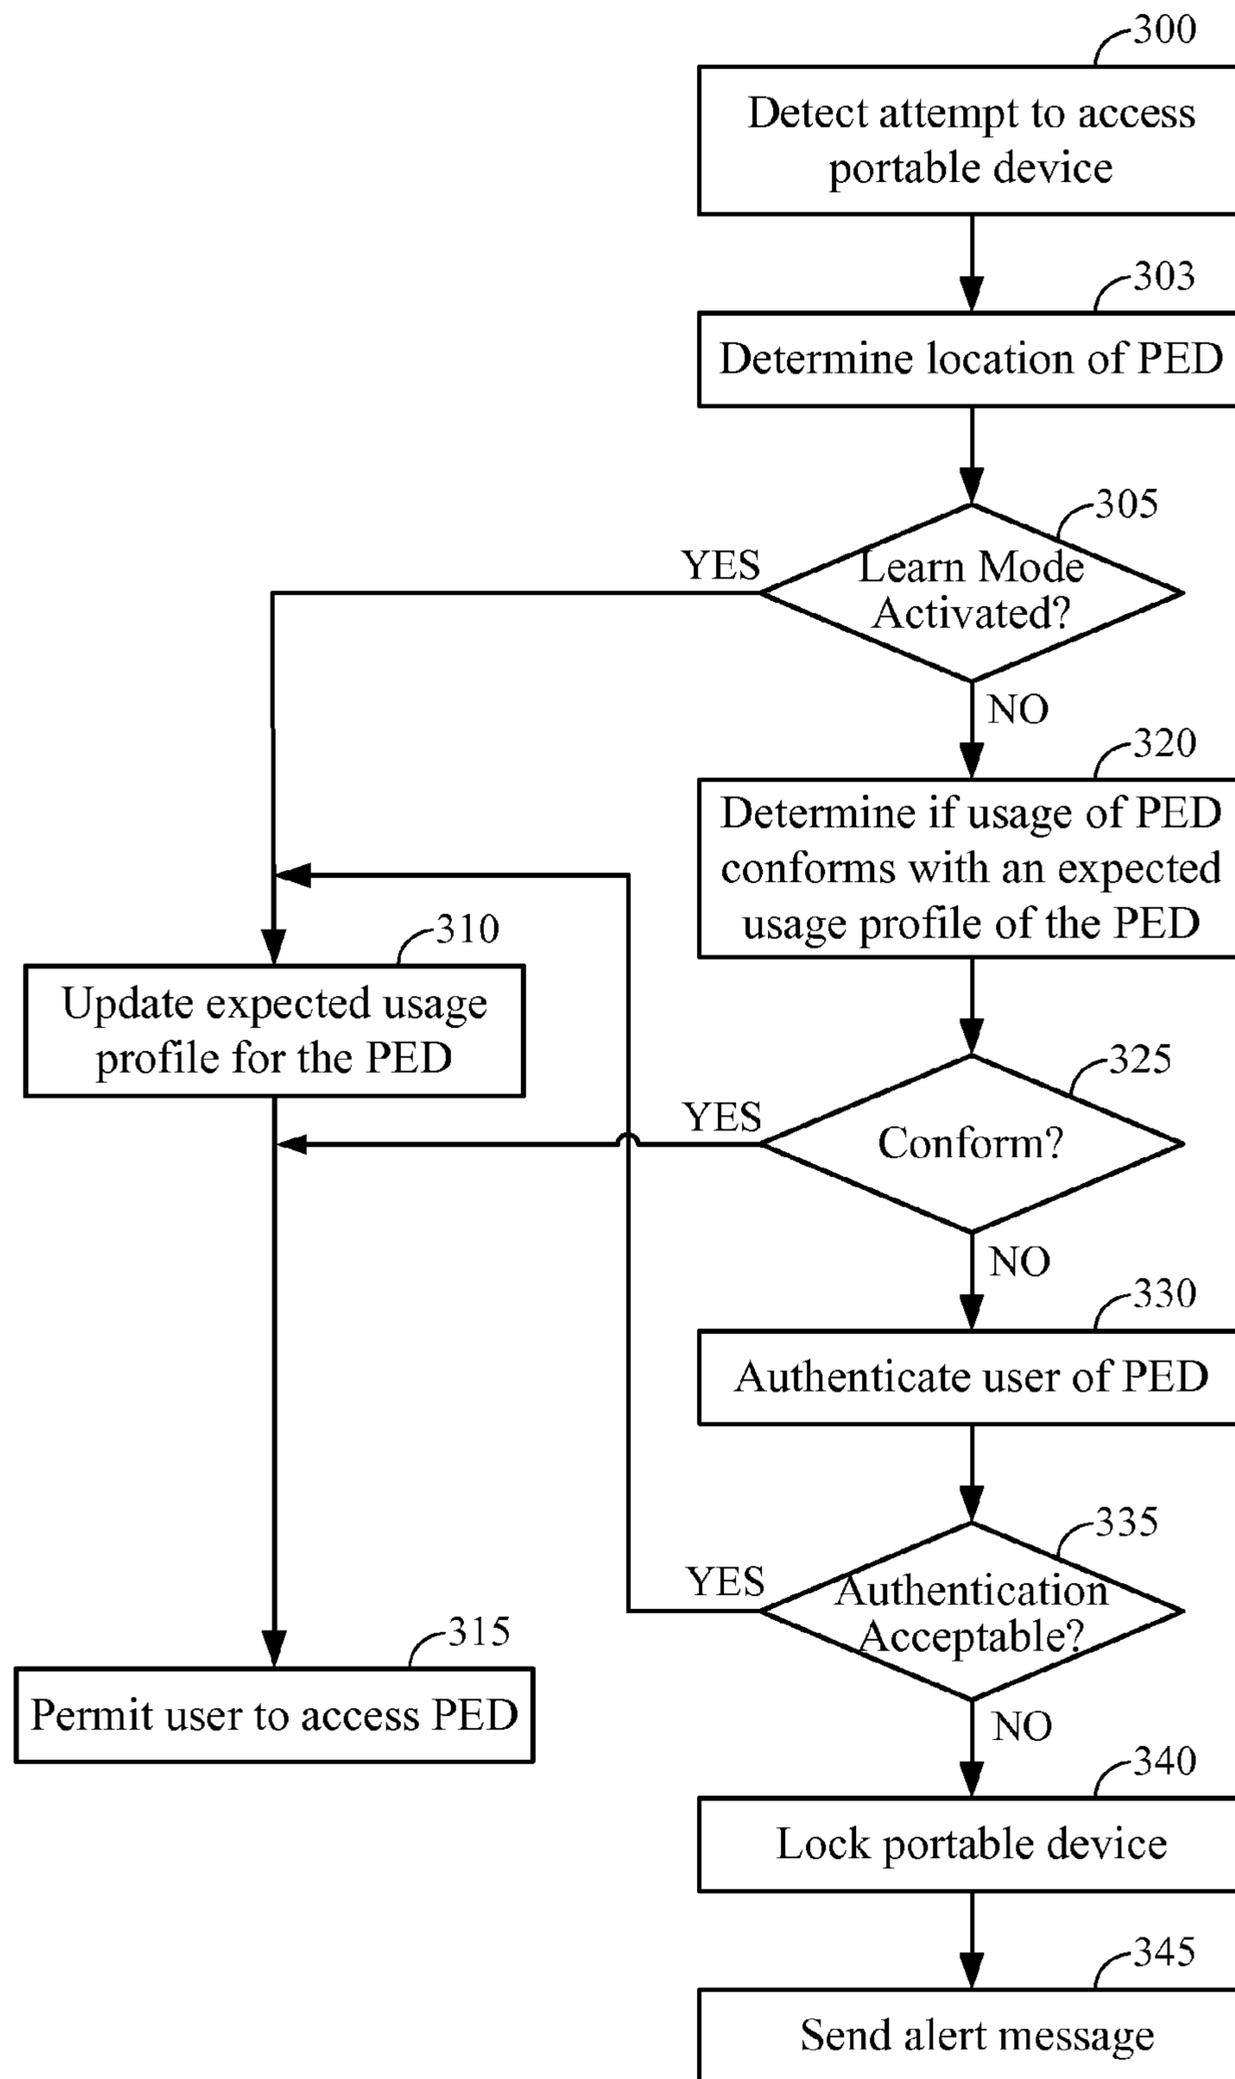 300
Detect attempt to access
portable device
303
Determine location of PED
305
Learn Mode
Activated?
YES
NO
320
Determine if usage of PED
conforms with an expected
usage profile of the PED
310
Update expected usage
profile for the PED
325
Conform?
YES
NO
330
Authenticate user of PED
335
Authentication
Acceptable?
YES
NO
315
Permit user to access PED
340
Lock portable device
345
Send alert message